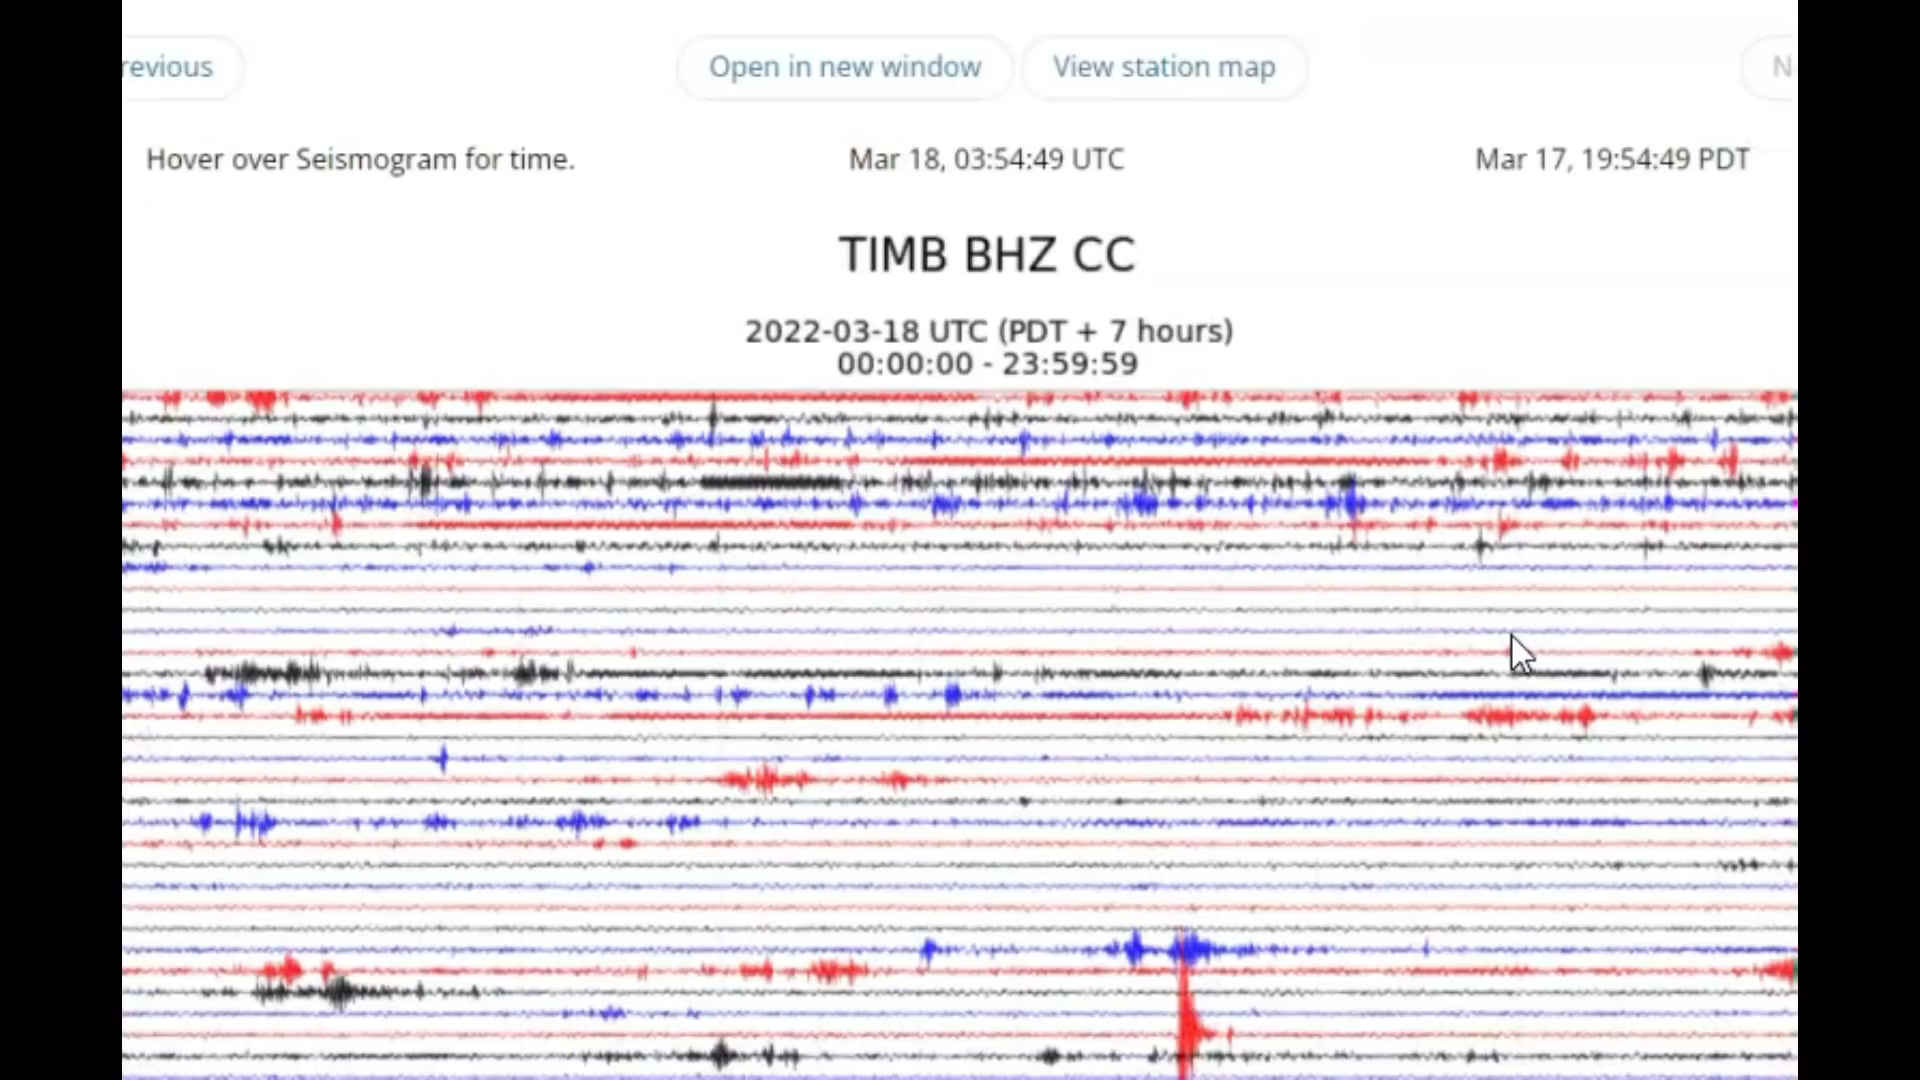 revious
Open in new window
View station map
N
Hover over Seismogram for time.
Mar 18, 03:54:49 UTC
Mar 17, 19:54:49 PDT
TIMB BHZ CC
2022-03-18 UTC (PDT + 7 hours)
00:00:00 - 23:59:59